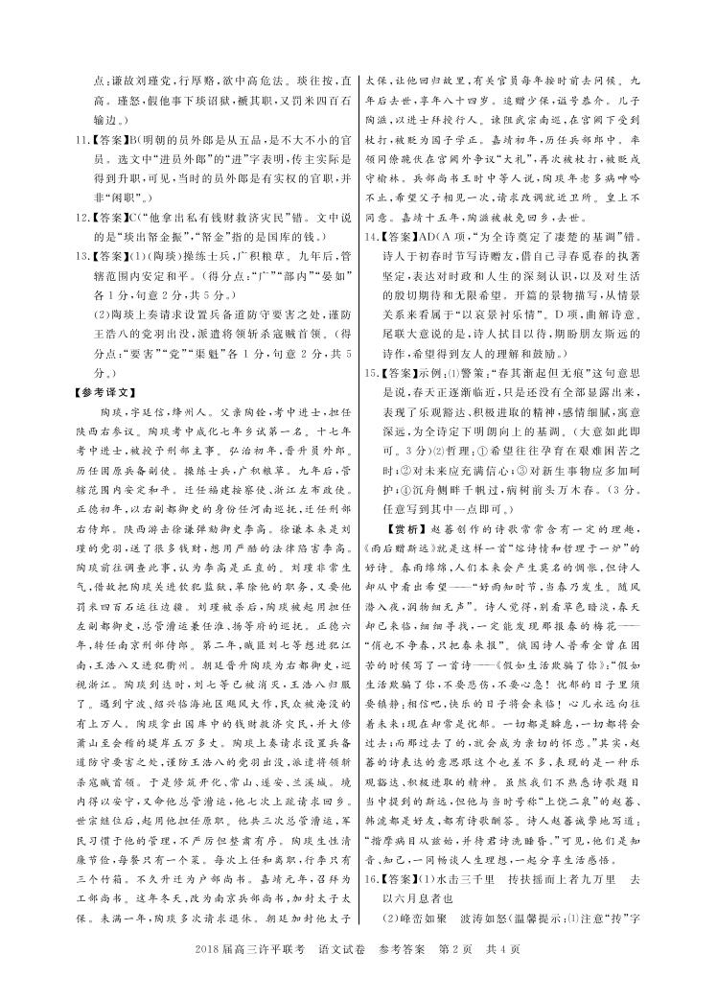 点:谦故刘瑾党,行厚赂,欲中高危法。琰往按,直
高。瑾怒,假他事下琰诏狱,褫其职,又罚米四百石
输边。)
11.【答案】B(明朝的员外郎是从五品,是不大不小的官
员。选文中“进员外郎”的“进”字表明,传主实际是
得到升职,可见,当时的员外郎是有实权的官职,并
非“闲职”。)
12.【答案】C(“他拿出私有钱财救济灾民”错。文中说
的是“琰出帑金振”,“帑金”指的是国库的钱。)
13.【答案】(1)(陶琰)操练士兵,广积粮草。九年后,管
辖范围内安定和平。(得分点:“广”“部内”“晏如”
各1分,句意2分,共5分。)
(2)陶琰上奏请求设置兵备道防守要害之处,谨防
王浩八的党羽出没,派遣将领斩杀寇贼首领。(得
分点:“要害”“党”“渠魁”各1分,句意2分,共5
分。)
【参考译文】
陶琰,字廷信,绛州人。父亲陶铨,考中进士,担任
陕西右参议。陶琰考中成化七年乡试第一名。十七年
考中进士,被授予刑部主事。弘治初年,晋升员外郎。
历任固原兵备副使。操练士兵,广积粮草。九年后,管
辖范围内安定和平。迁任福建按察使、浙江左布政使。
正德初年,以右副都御史的身份任河南巡抚,迁任刑部
右侍郎。陕西游击徐谦弹劾御史李高。徐谦本来是刘
瑾的党羽,送了很多钱财,想用严酷的法律陷害李高。
陶琰前往调查此事,认为李高是正直的。刘瑾非常生
气,借故把陶琰关进钦犯监狱,革除他的职务,又要他
罚米四百石运往边疆。刘瑾被杀后,陶琰被起用担任
左副都御史,总管漕运兼任淮、扬等府的巡抚。正德六
年,转任南京刑部侍郎。第二年,贼匪刘七等想进犯江
南,王浩八又进犯衢州。朝廷晋升陶琰为右都御史,巡
视浙江。陶琰到达时,刘七等已被消灭,王浩八归服
了。遇到宁波、绍兴临海地区飓风大作,民众被淹没的
有上万人。陶琰拿出国库中的钱财救济灾民,并大修
萧山至会稽的堤岸五万多丈。陶琰上奏请求设置兵备
道防守要害之处,谨防王浩八的党羽出没,派遣将领斩
杀寇贼首领。于是修筑开化、常山、遂安、兰溪城。境
内得以安宁,又命他总管漕运,他七次上疏请求回乡。
世宗继位后,起用他担任原职。他共三次总管漕运,军
民习惯于他的管理,不严厉但整肃有序。陶琰生性清
廉节俭,每餐只有一个菜。每次上任和离职,行李只有
三个竹箱。不久升迁为户部尚书。嘉靖元年,召拜为
工部尚书。这年冬天,改为南京兵部尚书,加封太子太
保。未满一年,陶琰多次请求退休。朝廷加封他太子
太保,让他回归故里,有关官员每年按时前去问候。九
年后去世,享年八十四岁。追赠少保,谥号恭介。儿子
陶滋,以进士拜授行人。谏阻武宗南巡,在宫阙下受到
杖打,被贬为国子学正。嘉靖初年,历任兵部郎中。率
领同僚跪伏在宫阙外争议“大礼”,再次被杖打,被贬戍
守榆林。兵部尚书王时中等人说,陶琰年老多病呻吟
不止,希望父子相见一次,请求改调就近卫所。皇上不
同意。嘉靖十五年,陶滋被赦免回乡,去世。
14.【答案】AD(A项,“为全诗奠定了凄楚的基调”错。
诗人于初春时节写诗赠友,借自己寻春觅春的执著
坚定,表达对时政和人生的深刻认识,以及对生活
的殷切期待和无限希望。开篇的景物描写,从情景
关系来看属于“以哀景衬乐情”。D项,曲解诗意。
尾联大意说的是,诗人拭目以待,期盼朋友斯远的
诗作,希望得到友人的理解和鼓励。)
15.【答案】示例:(1)警策:“春其渐起但无痕”这句意思
是说,春天正逐渐临近,只是还没有全部显露出来,
表现了乐观豁达、积极进取的精神,感情细腻,寓意
深远,为全诗定下明朗向上的基调。(大意如此即
可。3分)(2)哲理:①希望往往孕育在艰难困苦之
时;②对未来应充满信心;③对新生事物应多加呵
护;④沉舟侧畔千帆过,病树前头万木春。(3分。
任意写到其中一点即可。)
【赏析】赵蕃创作的诗歌常常含有一定的理趣,
《雨后赠斯远》就是这样一首“熔诗情和哲理于一炉”的
好诗。春雨绵绵,人们本来会产生莫名的惆怅,但诗人
却从中看出希望——“好雨知时节,当春乃发生。随风
潜入夜,润物细无声”。诗人觉得,别看草色暗淡,春天
却已来临,细细寻找,一定能发现那报春的梅花——
“俏也不争春,只把春来报”。俄国诗人普希金曾在困
苦的时候写了一首诗——《假如生活欺骗了你》:“假如
生活欺骗了你,不要悲伤,不要心急！忧郁的日子里须
要镇静:相信吧,快乐的日子将会来临！心儿永远向往
着未来;现在却常是忧郁。一切都是瞬息,一切都将会
过去;而那过去了的,就会成为亲切的怀恋。”其实,赵
蕃的诗表达的意思跟这个也差不多,表现的是一种乐
观豁达、积极进取的精神。虽然我们不熟悉诗歌题目
当中提到的斯远,但他与当时号称“上饶二泉”的赵蕃、
韩淲都是好友,都有诗歌酬答。诗人赵蕃诚挚地写道:
“指摩病目从兹始,并待君诗洗睡昏。”可见,他们是知
音、知己,一同畅谈人生理想,一起分享生活感悟。
16.【答案】(1)水击三千里　抟扶摇而上者九万里　去
以六月息者也
(2)峰峦如聚　波涛如怒(温馨提示:(1)注意“抟”字
2018届高三许平联考　语文试卷　参考答案　第2页　共4页